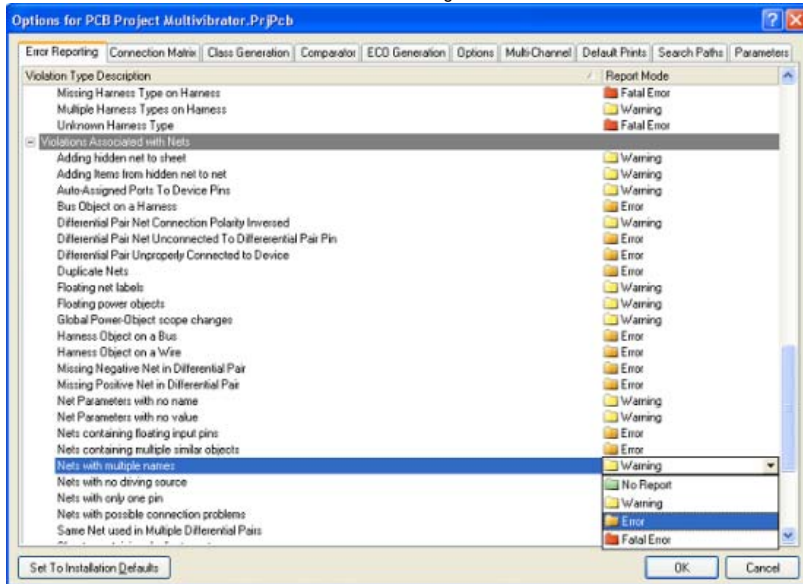 Options for PCB Project Multivibrator.PrjPcb
Error Reporting Connection Matrix Class Generation Comparator ECO Generation Options Multi-Channel Default Prints Search Paths Parameters
Violation Type Description Report Mode
Missing Harness Type on Harness Fatal Error
Multiple Harness Types on Harness Warning
Unknown Harness Type Fatal Error
Violations Associated with Nets
Adding hidden net to sheet Warning
Adding Items from hidden net to net Warning
Auto-Assigned Ports To Device Pins Warning
Bus Object on a Harness Error
Differential Pair Net Connection Polarity Inversed Warning
Differential Pair Net Unconnected To Differerential Pair Pin Error
Differential Pair Unproperly Connected to Device Error
Duplicate Nets Error
Floating net labels Warning
Floating power objects Warning
Global Power-Object scope changes Warning
Harness Object on a Bus Error
Harness Object on a Wire Error
Missing Negative Net in Differential Pair Error
Missing Positive Net in Differential Pair Error
Net Parameters with no name Warning
Net Parameters with no value Warning
Nets containing floating input pins Error
Nets containing multiple similar objects Error
Nets with multiple names Warning
Nets with no driving source No Report
Nets with only one pin Warning
Nets with possible connection problems Error
Same Net used in Multiple Differential Pairs Fatal Error
Set To Installation Defaults OK Cancel